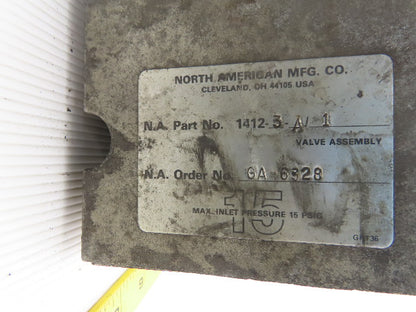 NORTH AMERICAN MFG. CO.
CLEVELAND, OH 44105 USA
N.A. Part No. 1412-3-A/1
VALVE ASSEMBLY
N.A. Order No. GA 6328
15
MAX. INLET PRESSURE 15 PSIG